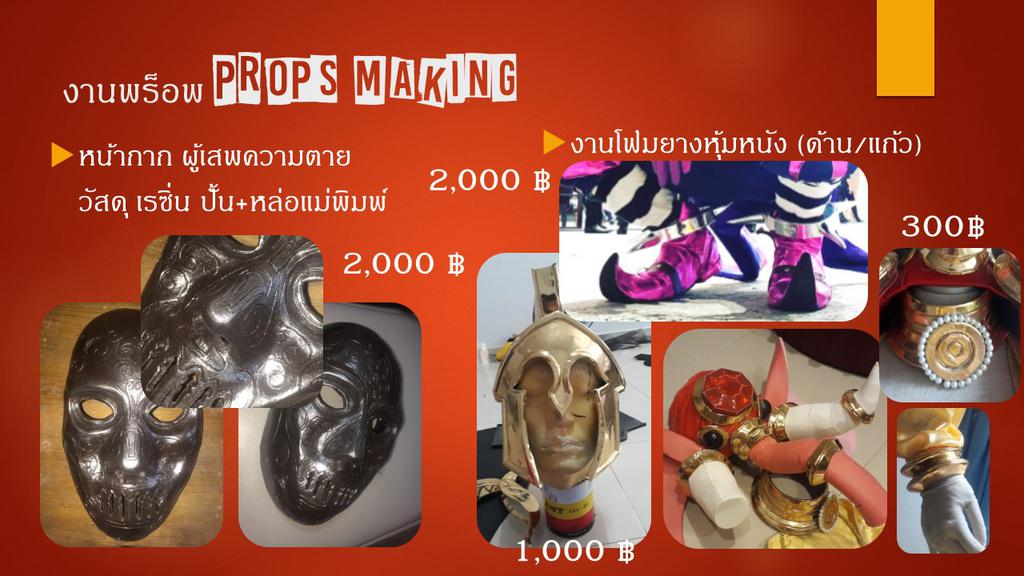 งานพร็อพ PROPS MAKING
หน้ากาก ผู้เสพความตาย
วัสดุ เรซิ่น ปั้น+หล่อแม่พิมพ์
2,000 ฿
งานโฟมยางหุ้มหนัง (ด้าน/แก้ว)
2,000 ฿
300฿
1,000 ฿